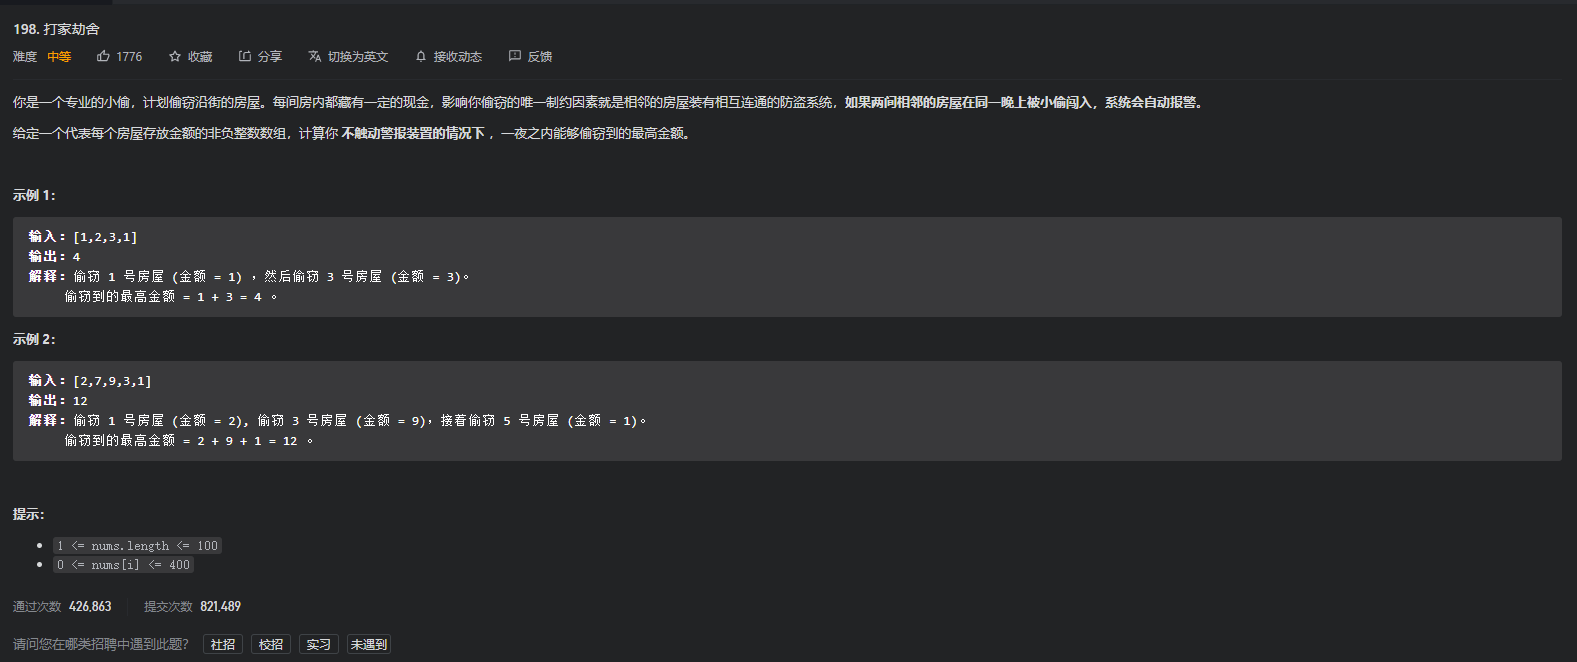 198. 打家劫舍
难度 中等 1776 收藏 分享 切换为英文 接收动态 反馈
你是一个专业的小偷，计划偷窃沿街的房屋。每间房内都藏有一定的现金，影响你偷窃的唯一制约因素就是相邻的房屋装有相互连通的防盗系统，如果两间相邻的房屋在同一晚上被小偷闯入，系统会自动报警。
给定一个代表每个房屋存放金额的非负整数数组，计算你 不触动警报装置的情况下 ，一夜之内能够偷窃到的最高金额。
示例 1：
输入：[1,2,3,1]
输出：4
解释：偷窃 1 号房屋 (金额 = 1) ，然后偷窃 3 号房屋 (金额 = 3)。
偷窃到的最高金额 = 1 + 3 = 4 。
示例 2：
输入：[2,7,9,3,1]
输出：12
解释：偷窃 1 号房屋 (金额 = 2), 偷窃 3 号房屋 (金额 = 9)，接着偷窃 5 号房屋 (金额 = 1)。
偷窃到的最高金额 = 2 + 9 + 1 = 12 。
提示：
1 <= nums.length <= 100
0 <= nums[i] <= 400
通过次数 426,863 提交次数 821,489
请问您在哪类招聘中遇到此题？ 社招 校招 实习 未遇到